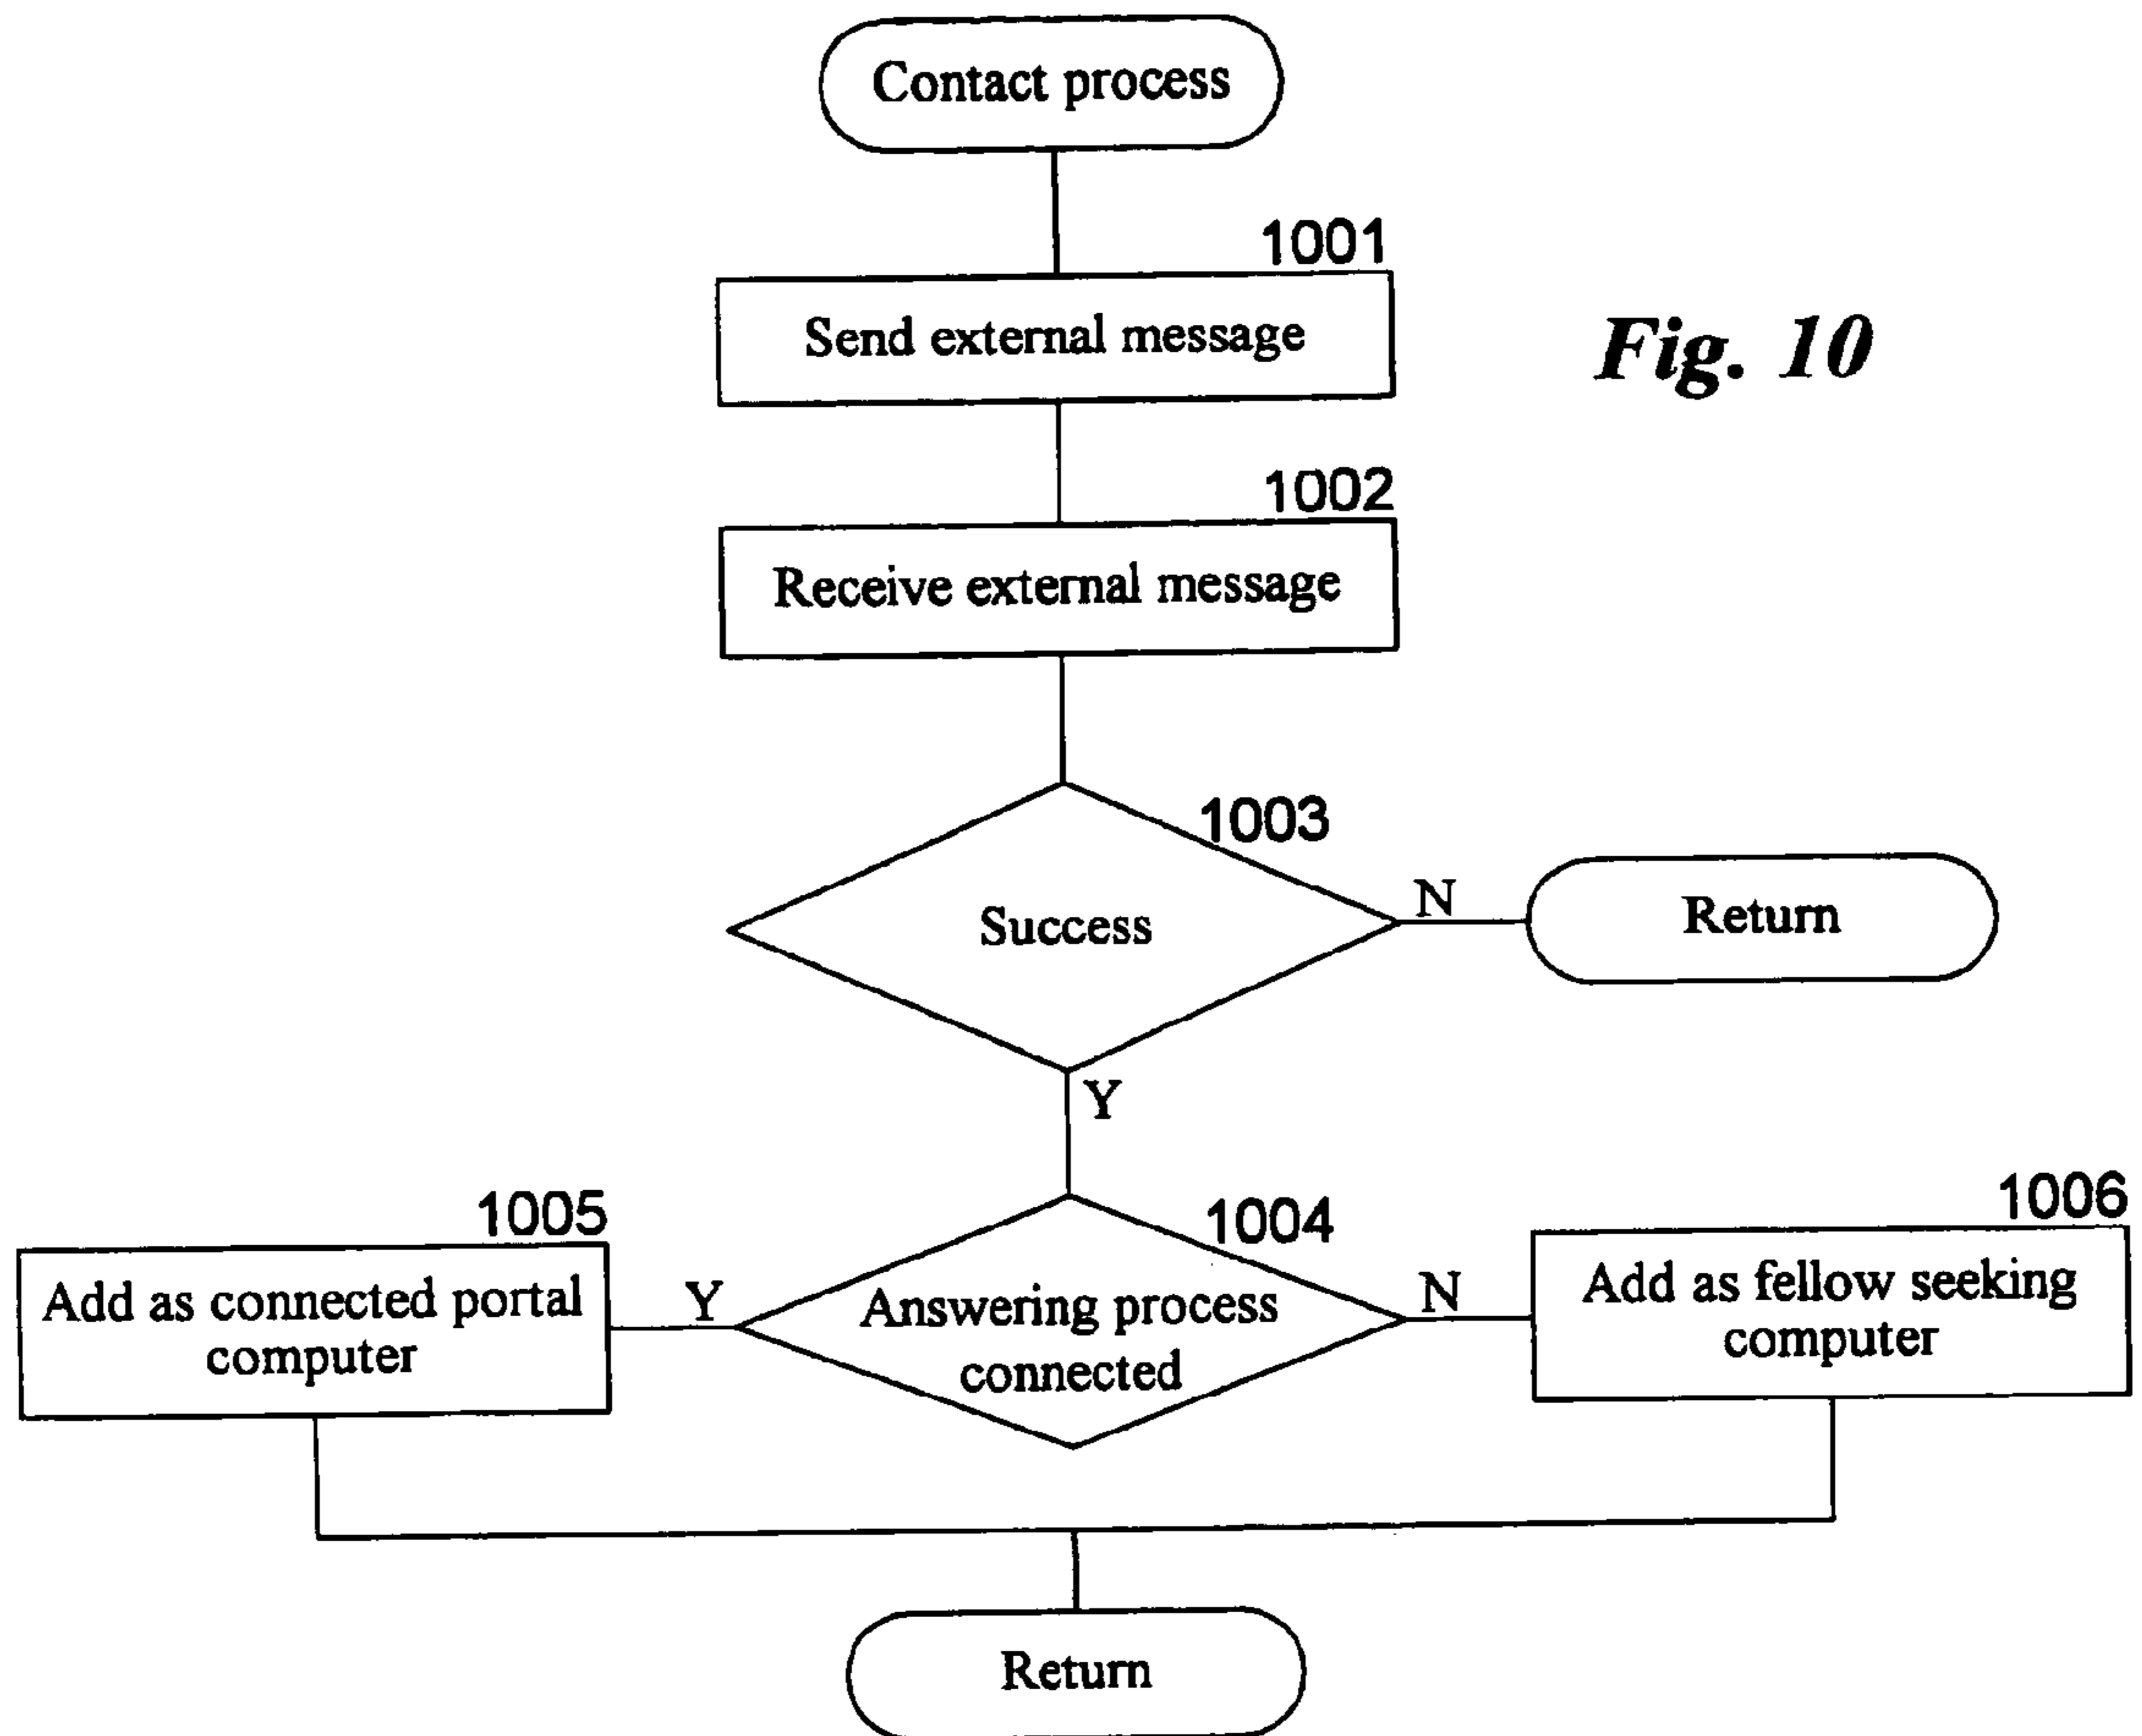 Contact process
1001
Send external message
Fig. 10
1002
Receive external message
1003
Success
N
Return
Y
1005
Add as connected portal
computer
Y
1004
Answering process
connected
N
1006
Add as fellow seeking
computer
Return